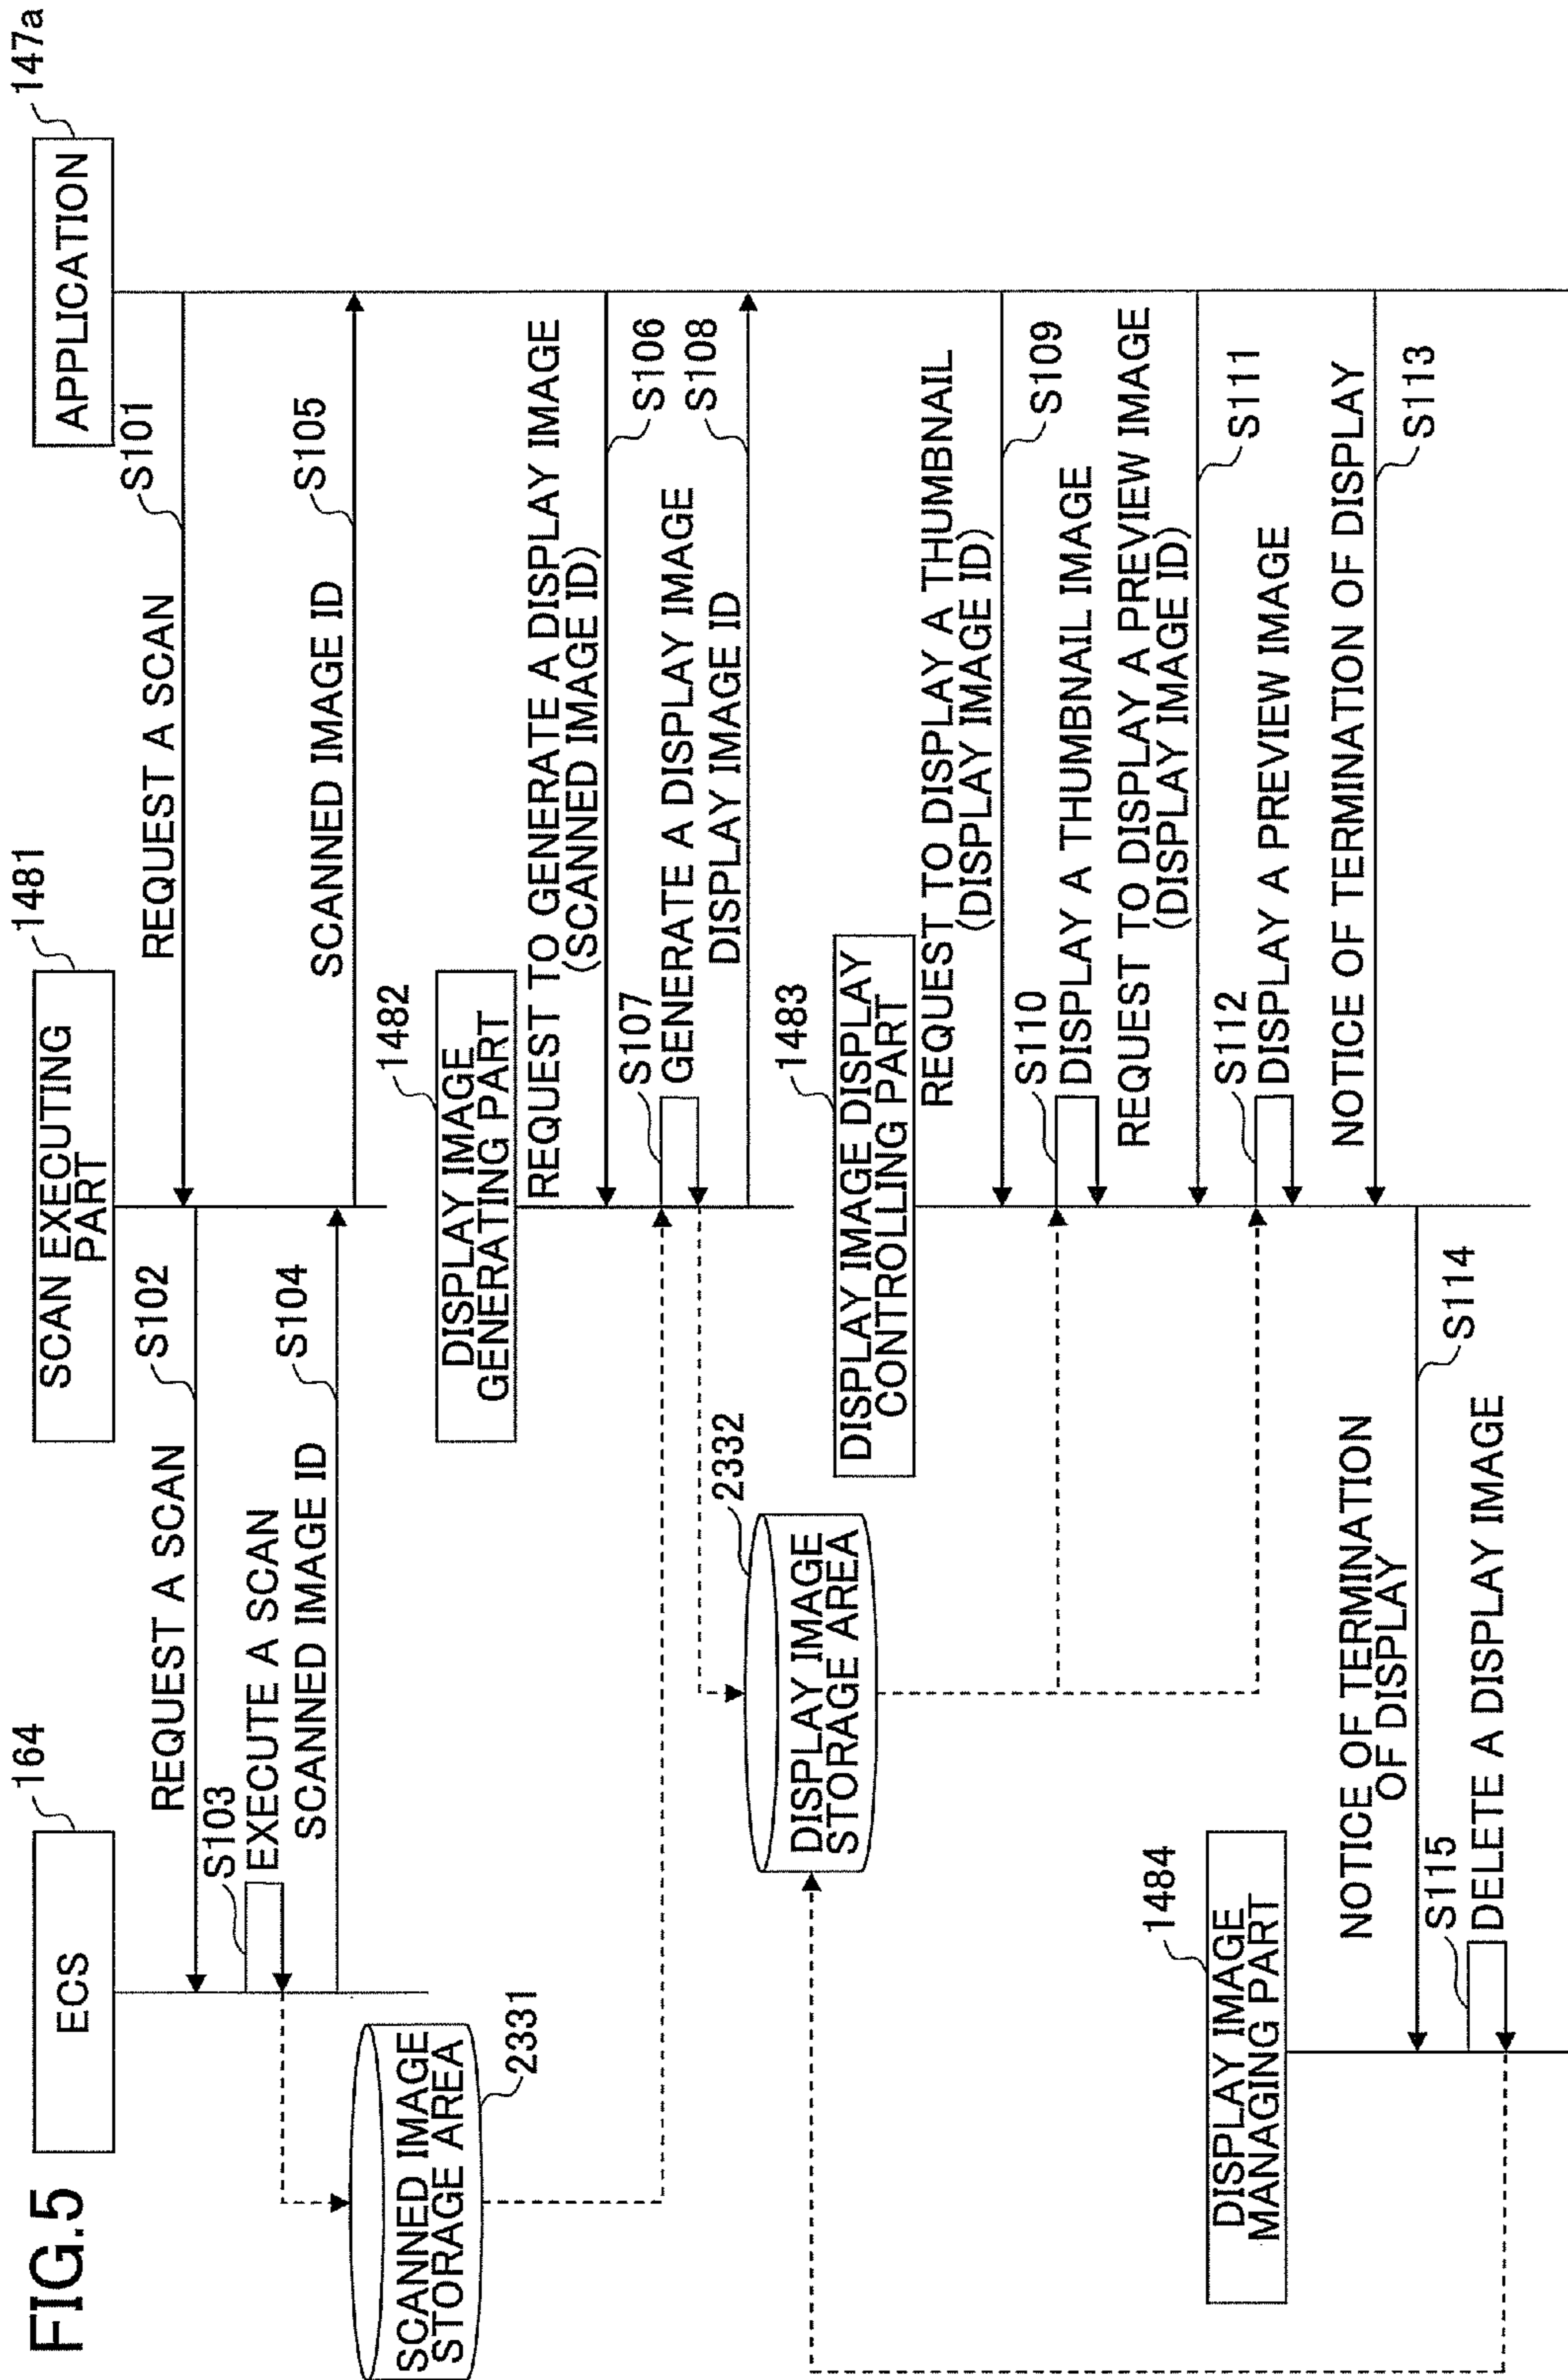 FIG.5
ECS
164
SCAN EXECUTING
PART
1481
APPLICATION
147a
REQUEST A SCAN
S101
REQUEST A SCAN
S102
S103
EXECUTE A SCAN
SCANNED IMAGE ID
S104
SCANNED IMAGE ID
S105
SCANNED IMAGE
STORAGE AREA
2331
DISPLAY IMAGE
GENERATING PART
1482
REQUEST TO GENERATE A DISPLAY IMAGE
(SCANNED IMAGE ID)
S106
S107
GENERATE A DISPLAY IMAGE
DISPLAY IMAGE ID
S108
DISPLAY IMAGE
STORAGE AREA
2332
DISPLAY IMAGE DISPLAY
CONTROLLING PART
1483
REQUEST TO DISPLAY A THUMBNAIL
(DISPLAY IMAGE ID)
S109
S110
DISPLAY A THUMBNAIL IMAGE
REQUEST TO DISPLAY A PREVIEW IMAGE
(DISPLAY IMAGE ID)
S111
S112
DISPLAY A PREVIEW IMAGE
NOTICE OF TERMINATION OF DISPLAY
S113
DISPLAY IMAGE
MANAGING PART
1484
NOTICE OF TERMINATION
OF DISPLAY
S114
S115
DELETE A DISPLAY IMAGE